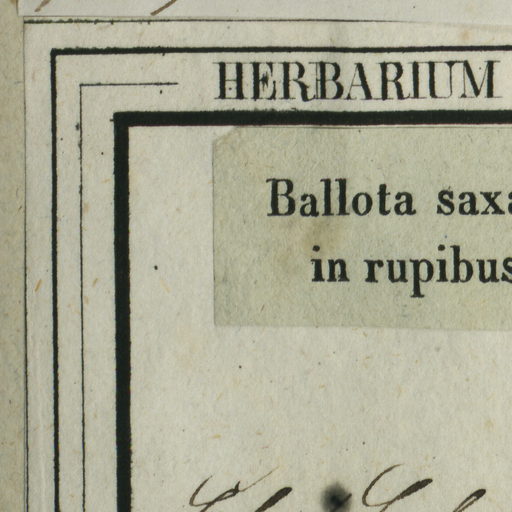 HERBARIUM
Ballota saxa
in rupibus